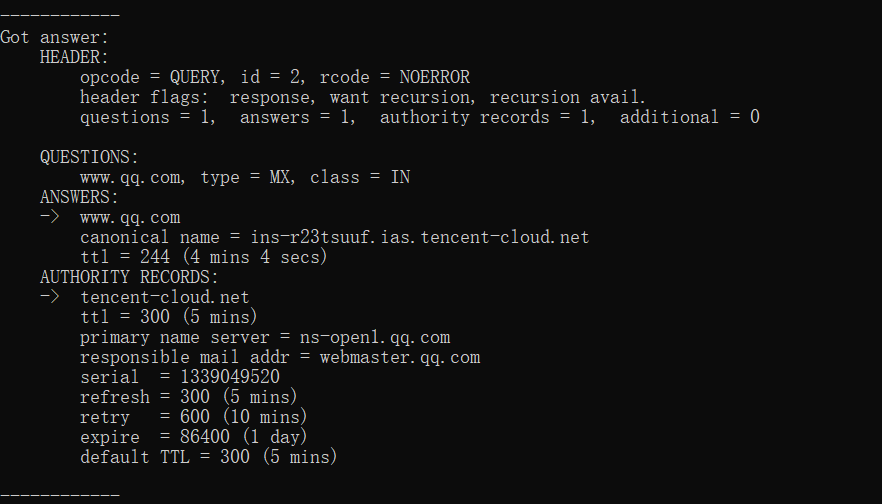 ------------
Got answer:
HEADER:
opcode = QUERY, id = 2, rcode = NOERROR
header flags:  response, want recursion, recursion avail.
questions = 1,  answers = 1,  authority records = 1,  additional = 0
QUESTIONS:
www.qq.com, type = MX, class = IN
ANSWERS:
->  www.qq.com
canonical name = ins-r23tsuuf.ias.tencent-cloud.net
ttl = 244 (4 mins 4 secs)
AUTHORITY RECORDS:
->  tencent-cloud.net
ttl = 300 (5 mins)
primary name server = ns-open1.qq.com
responsible mail addr = webmaster.qq.com
serial  = 1339049520
refresh = 300 (5 mins)
retry   = 600 (10 mins)
expire  = 86400 (1 day)
default TTL = 300 (5 mins)
------------